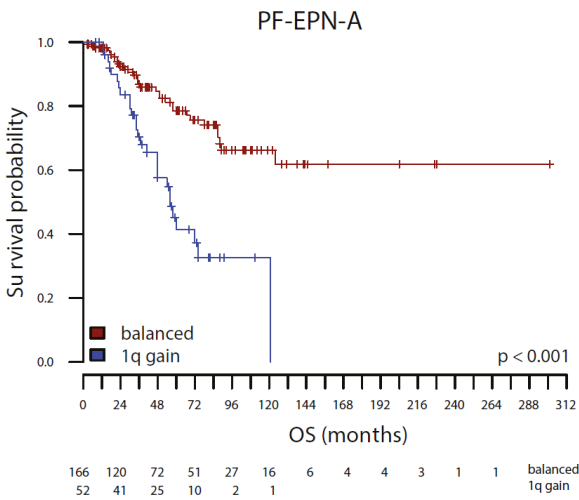 PF-EPN-A
1.0
0.8
0.6
0.4
0.2
0.0
Su rvival probability
balanced
1q gain
p < 0.001
0 24 48 72 96 120 144 168 192 216 240 264 288 312
OS (months)
166 120 72 51 27 16 6 4 4 3 1 1 balanced
52 41 25 10 2 1 1q gain